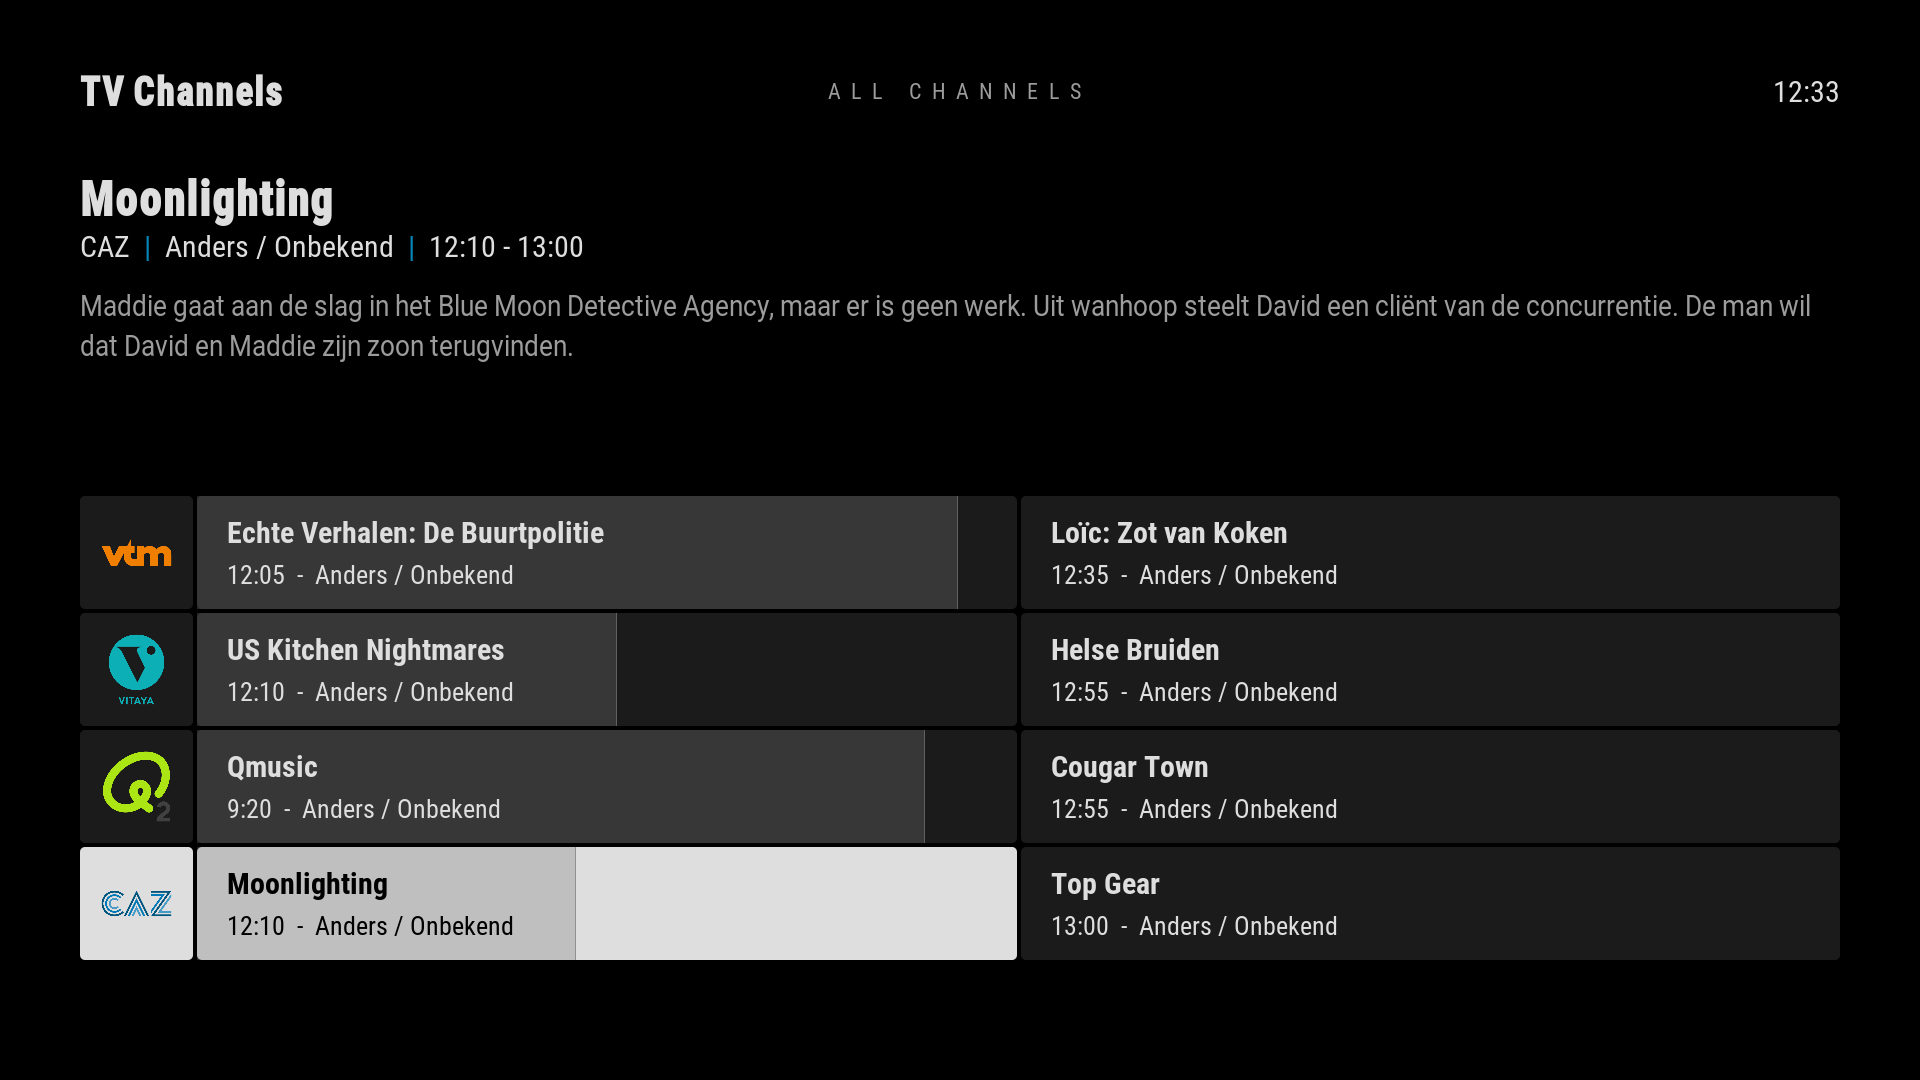 TV Channels
ALL CHANNELS
12:33
Moonlighting
CAZ | Anders / Onbekend | 12:10 - 13:00
Maddie gaat aan de slag in het Blue Moon Detective Agency, maar er is geen werk. Uit wanhoop steelt David een cliënt van de concurrentie. De man wil
dat David en Maddie zijn zoon terugvinden.
vtm
Echte Verhalen: De Buurtpolitie
12:05 - Anders / Onbekend
Loïc: Zot van Koken
12:35 - Anders / Onbekend
VITAYA
US Kitchen Nightmares
12:10 - Anders / Onbekend
Helse Bruiden
12:55 - Anders / Onbekend
Q2
Qmusic
9:20 - Anders / Onbekend
Cougar Town
12:55 - Anders / Onbekend
CAZ
Moonlighting
12:10 - Anders / Onbekend
Top Gear
13:00 - Anders / Onbekend